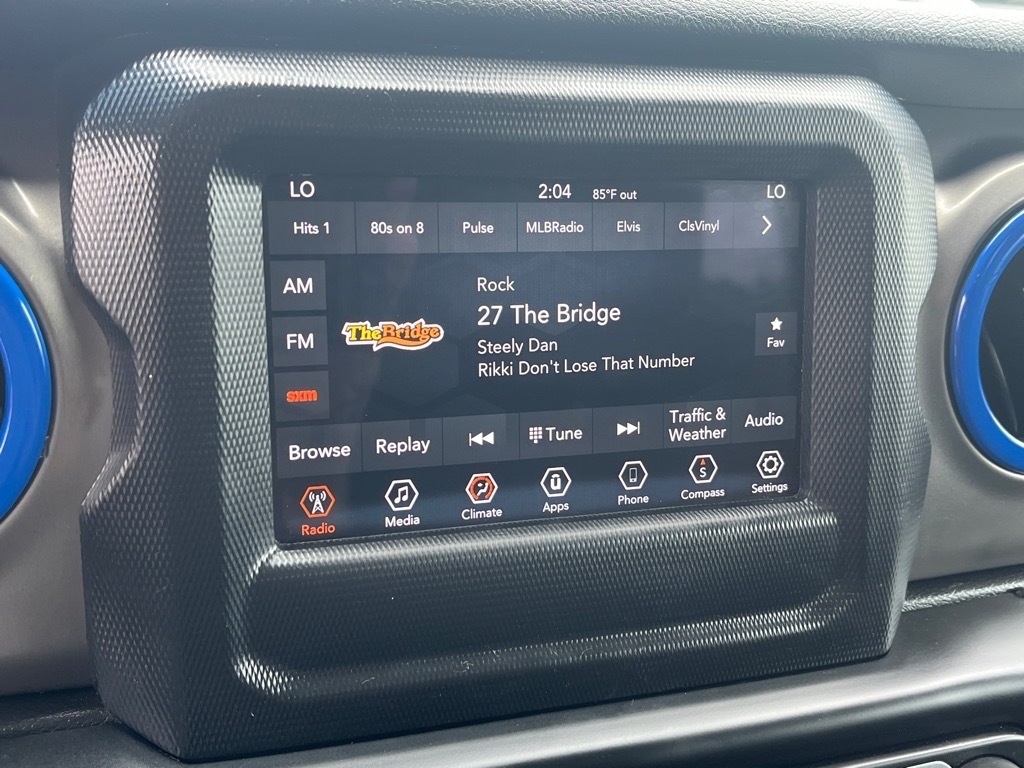 LO 2:04 85°F out LO
Hits 1 80s on 8 Pulse MLBRadio Elvis ClsVinyl
AM
FM
sxm
TheBridge
Rock
27 The Bridge
Steely Dan
Rikki Don't Lose That Number
Fav
Browse Replay Tune Traffic &
Weather Audio
Radio Media Climate Apps Phone S
Compass Settings